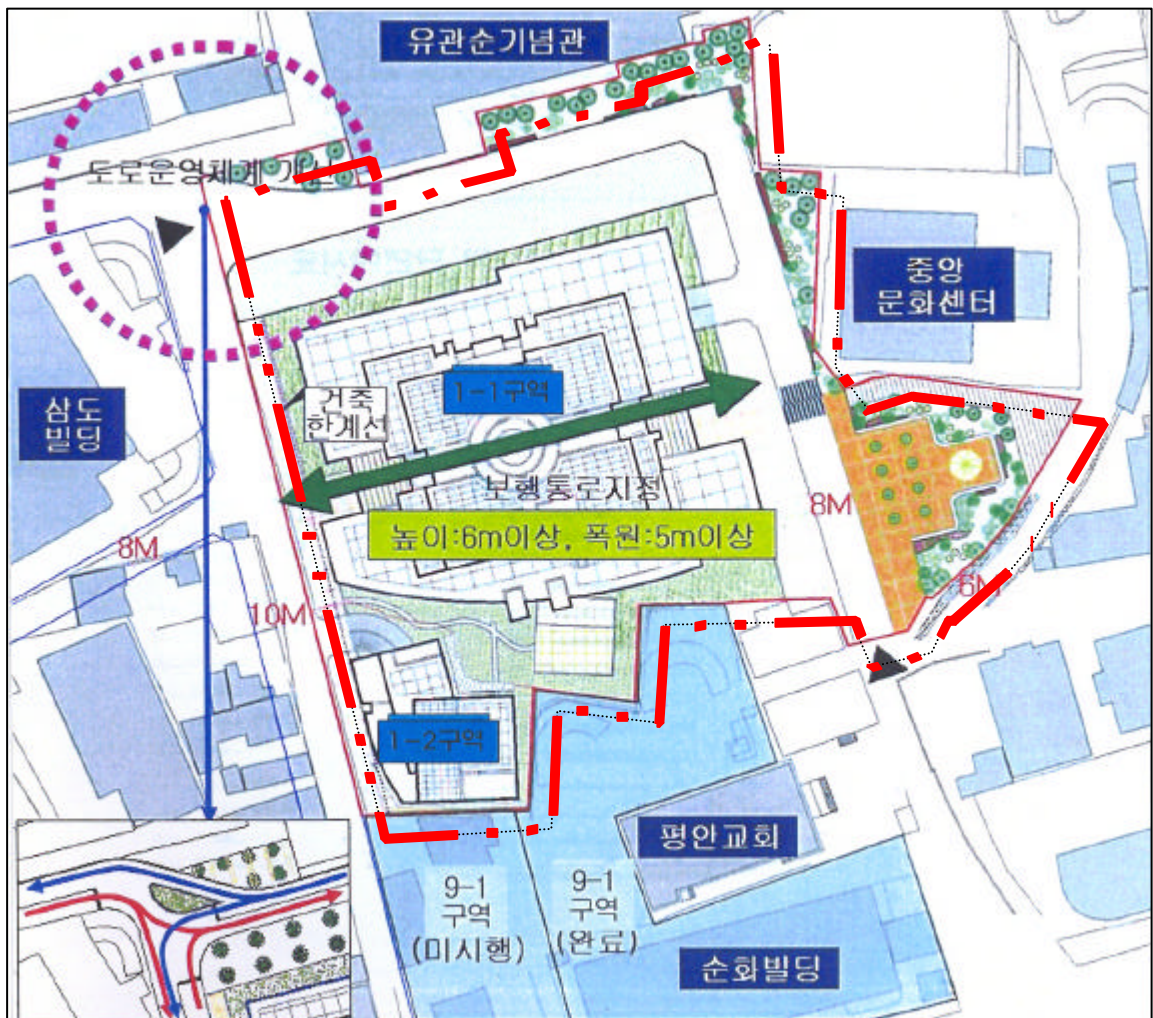 유관순기념관
도로운영체계 개선
중앙
문화센터
1-1구역
삼도
빌딩
건축
한계선
보행통로지정
8M
높이:6m이상, 폭원:5m이상
8M
6M
10M
1-2구역
평안교회
9-1
구역
(미시행)
9-1
구역
(완료)
순화빌딩